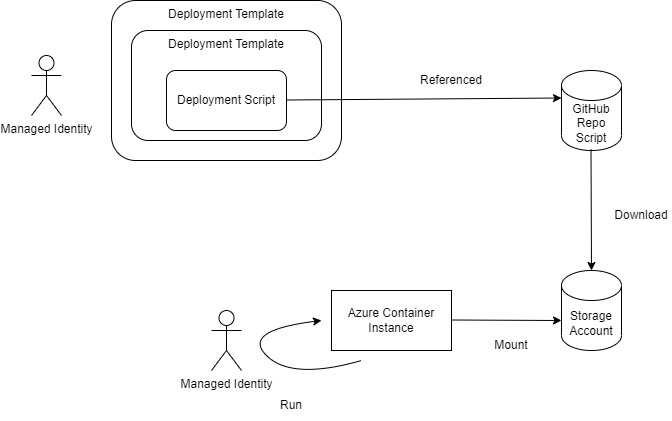 Deployment Template
Deployment Template
Deployment Script
Referenced
GitHub
Repo
Script
Managed Identity
Download
Azure Container
Instance
Storage
Account
Mount
Managed Identity
Run